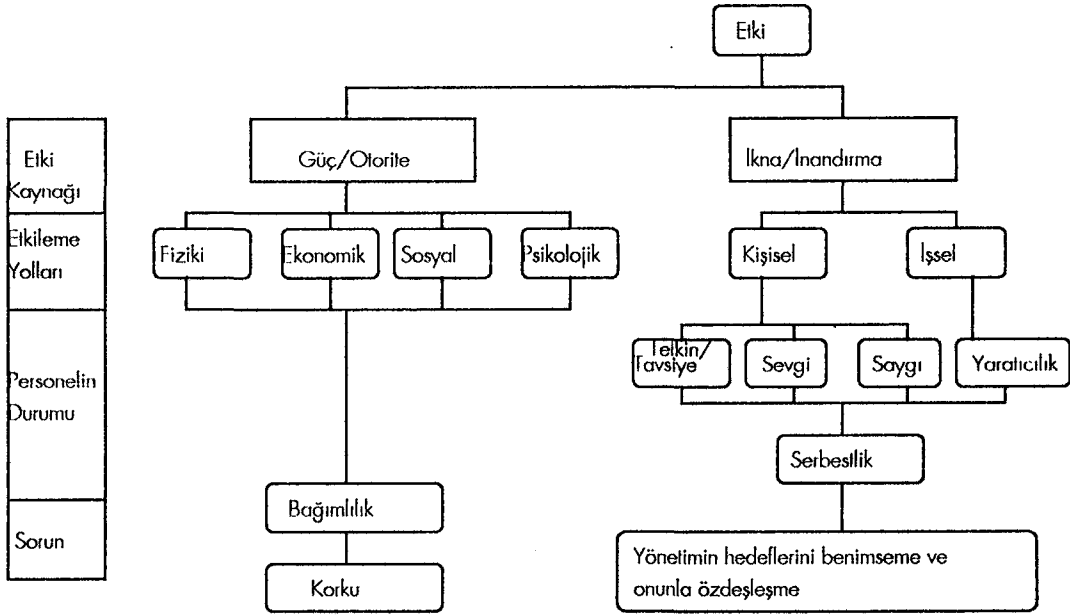 Etki
Etki
Kaynağı
Güç/Otorite
İkna/İnandırma
Etkileme
Yolları
Fiziki
Ekonomik
Sosyal
Psikolojik
Kişisel
İşsel
Personelin
Durumu
Telkin/
Tavsiye
Sevgi
Saygı
Yaratıcılık
Serbestlik
Bağımlılık
Sorun
Korku
Yönetimin hedeflerini benimseme ve
onunla özdeşleşme